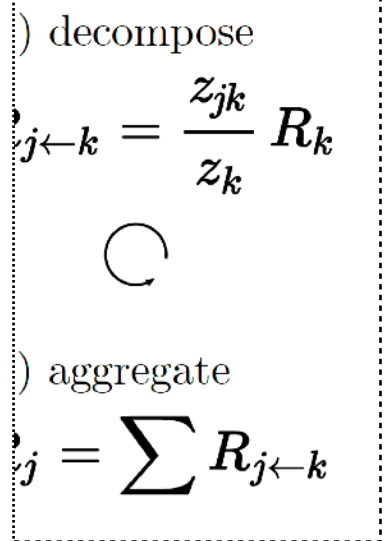 ) decompose
j←k = z_jk / z_k R_k
) aggregate
j = ∑ R_j←k